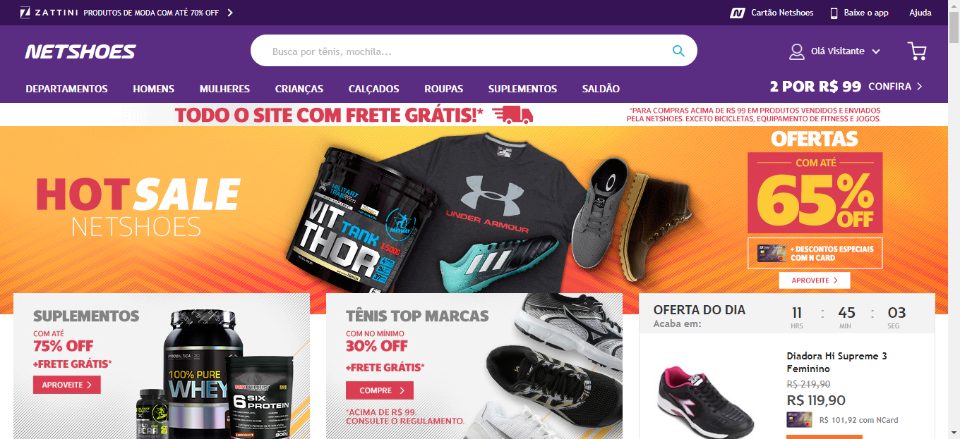 ZATTINI PRODUTOS DE MODA COM ATÉ 70% OFF
Cartão Netshoes
Baixe o app
Ajuda
NETSHOES
Busca por tênis, mochila...
Olá Visitante
DEPARTAMENTOS HOMENS MULHERES CRIANÇAS CALÇADOS ROUPAS SUPLEMENTOS SALDÃO
2 POR R$ 99 CONFIRA
TODO O SITE COM FRETE GRÁTIS!*
*PARA COMPRAS ACIMA DE R$ 99 EM PRODUTOS VENDIDOS E ENVIADOS
PELA NETSHOES. EXCETO BICICLETAS, EQUIPAMENTO DE FITNESS E JOGOS.
HOT SALE
NETSHOES
MILITARY
TRAIL
VIT
TANK
THOR
UNDER ARMOUR
OFERTAS
COM ATÉ
65%
OFF
+ DESCONTOS ESPECIAIS
COM N CARD
APROVEITE
SUPLEMENTOS
COM ATÉ
75% OFF
+FRETE GRÁTIS*
APROVEITE
100% PURE
WHEY
6 SIX
PROTEIN
TÊNIS TOP MARCAS
COM NO MÍNIMO
30% OFF
+FRETE GRÁTIS*
COMPRE
*ACIMA DE R$ 99.
CONSULTE O REGULAMENTO.
OFERTA DO DIA
Acaba em:
11 : 45 : 03
HRS MIN SEG
Diadora Hi Supreme 3
Feminino
R$ 219,90
R$ 119,90
R$ 101,92 com NCard